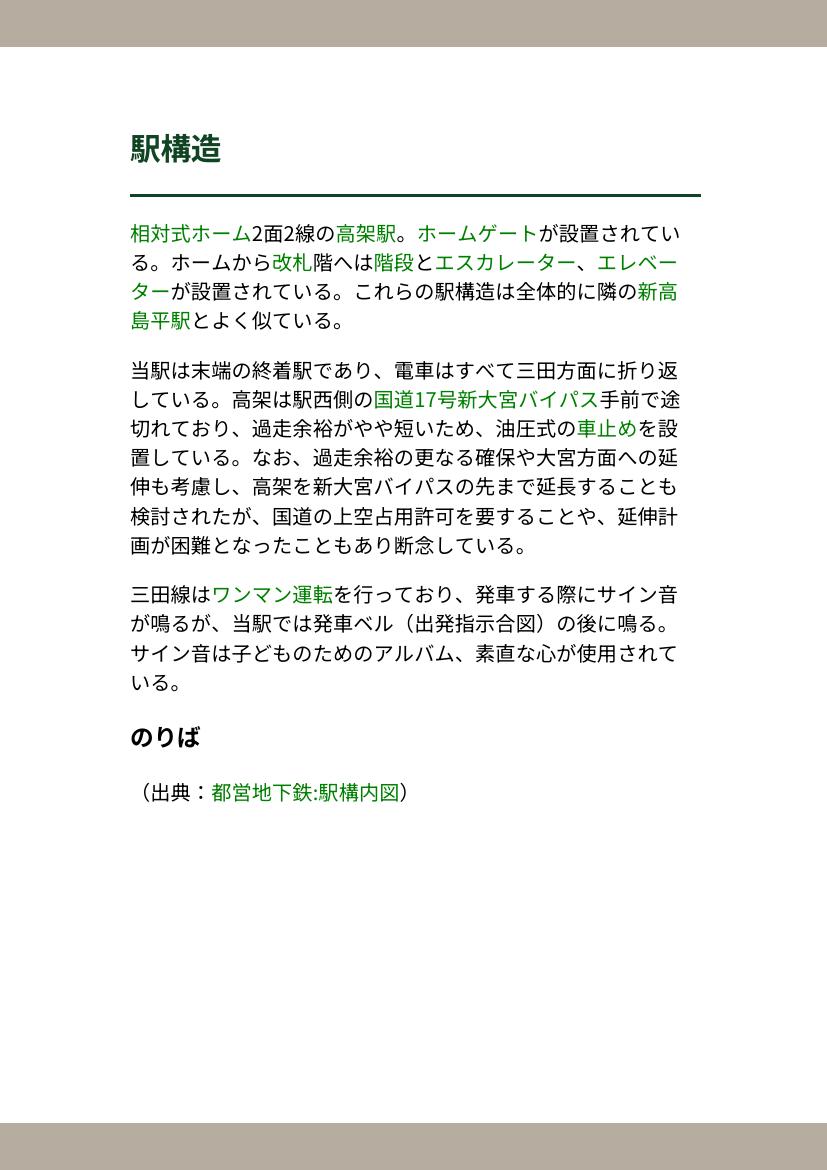 駅構造
相対式ホーム2面2線の高架駅。ホームゲートが設置されてい
る。ホームから改札階へは階段とエスカレーター、エレベー
ターが設置されている。これらの駅構造は全体的に隣の新高
島平駅とよく似ている。
当駅は末端の終着駅であり、電車はすべて三田方面に折り返
している。高架は駅西側の国道17号新大宮バイパス手前で途
切れており、過走余裕がやや短いため、油圧式の車止めを設
置している。なお、過走余裕の更なる確保や大宮方面への延
伸も考慮し、高架を新大宮バイパスの先まで延長することも
検討されたが、国道の上空占用許可を要することや、延伸計
画が困難となったこともあり断念している。
三田線はワンマン運転を行っており、発車する際にサイン音
が鳴るが、当駅では発車ベル（出発指示合図）の後に鳴る。
サイン音は子どものためのアルバム、素直な心が使用されて
いる。
のりば
（出典：都営地下鉄:駅構内図）